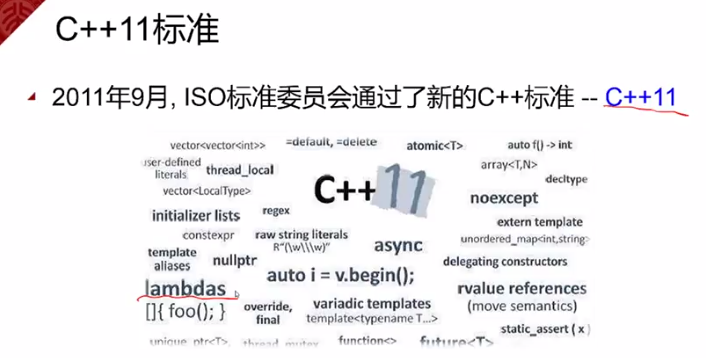 C++11标准
2011年9月, ISO标准委员会通过了新的C++标准 -- C++11
vector<vector<int>>
=default, =delete
atomic<T>
auto f() -> int
user-defined
literals
thread_local
array<T,N>
decltype
vector<LocalType>
C++11
noexcept
initializer lists
regex
extern template
constexpr
raw string literals
R"(\w\\\w)"
async
unordered_map<int,string>
template
aliases
nullptr
auto i = v.begin();
delegating constructors
lambdas
[]{ foo(); }
override,
final
variadic templates
template<typename T...>
rvalue references
(move semantics)
static_assert ( x )
unique_ptr<T>,
thread, mutex
function<>
future<T>